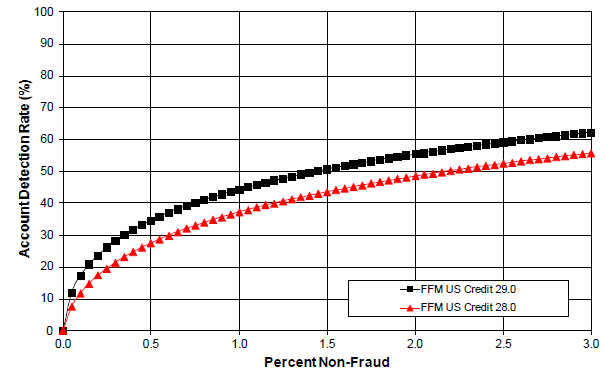 100
90
80
70
60
50
40
30
20
10
0
Account Detection Rate (%)
FFM US Credit 29.0
FFM US Credit 28.0
0.0 0.5 1.0 1.5 2.0 2.5 3.0
Percent Non-Fraud